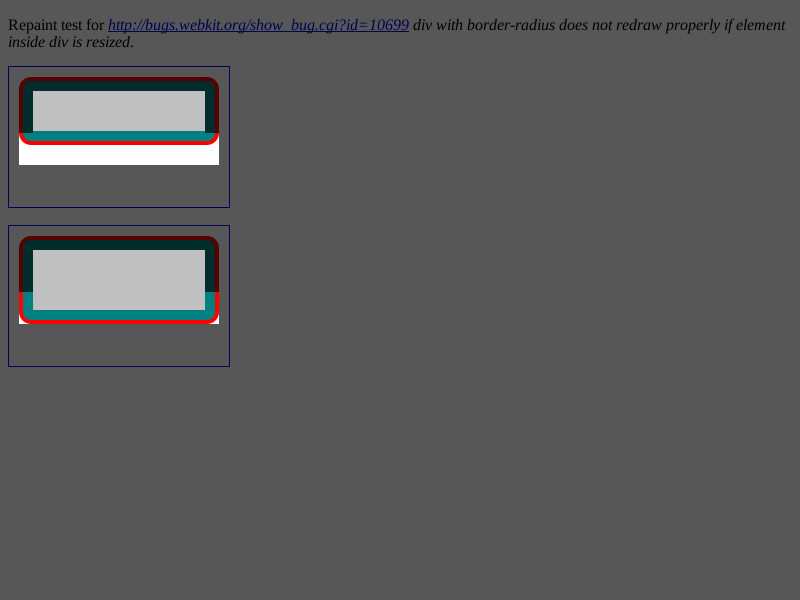 Repaint test for http://bugs.webkit.org/show_bug.cgi?id=10699 div with border-radius does not redraw properly if element
inside div is resized.